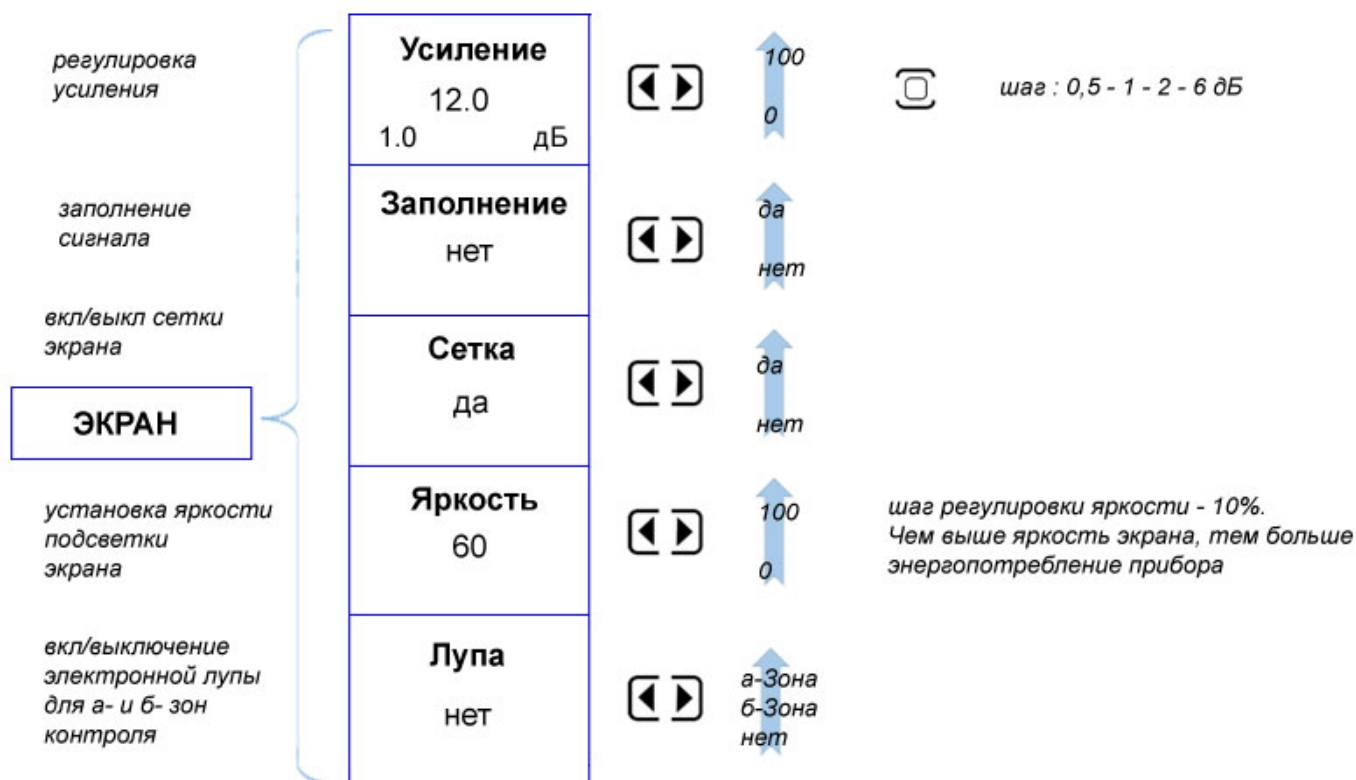 регулировка
усиления
Усиление
12.0
1.0 дБ
100
0
шаг : 0,5 - 1 - 2 - 6 дБ
заполнение
сигнала
Заполнение
нет
да
нет
вкл/выкл сетки
экрана
Сетка
да
да
нет
ЭКРАН
установка яркости
подсветки
экрана
Яркость
60
100
0
шаг регулировки яркости - 10%.
Чем выше яркость экрана, тем больше
энергопотребление прибора
вкл/выключение
электронной лупы
для а- и б- зон
контроля
Лупа
нет
а-Зона
б-Зона
нет